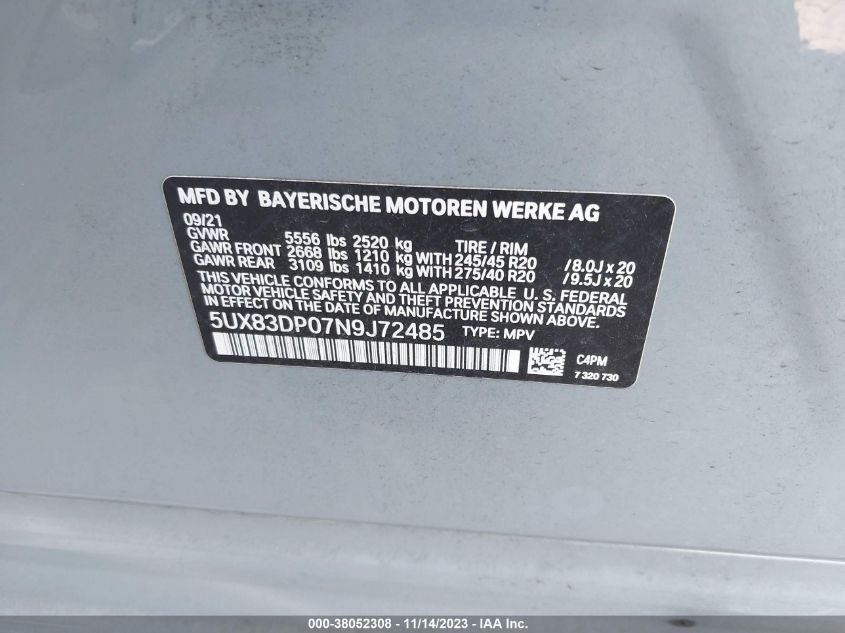 MFD BY BAYERISCHE MOTOREN WERKE AG
09/21
GVWR 5556 lbs 2520 kg TIRE / RIM
GAWR FRONT 2668 lbs 1210 kg WITH 245/45 R20 /8.0J x 20
GAWR REAR 3109 lbs 1410 kg WITH 275/40 R20 /9.5J x 20
THIS VEHICLE CONFORMS TO ALL APPLICABLE U. S. FEDERAL
MOTOR VEHICLE SAFETY AND THEFT PREVENTION STANDARDS
IN EFFECT ON THE DATE OF MANUFACTURE SHOWN ABOVE.
5UX83DP07N9J72485 TYPE: MPV
C4PM
7 320 730
000-38052308 - 11/14/2023 - IAA Inc.